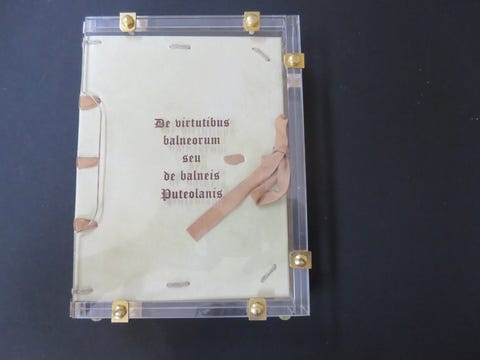 De virtutibus
balneorum
seu
de balneis
Puteolanis